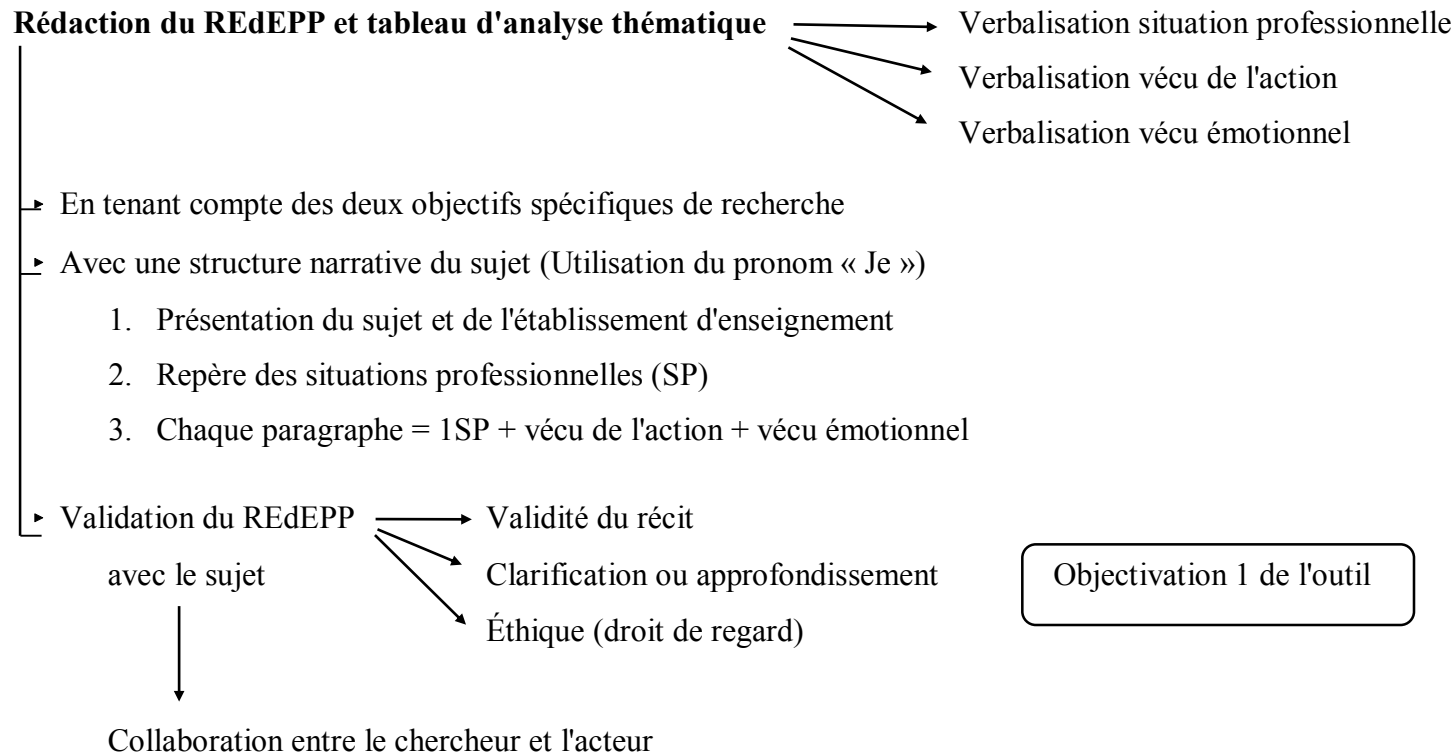 Rédaction du REdEPP et tableau d'analyse thématique
Verbalisation situation professionnelle
Verbalisation vécu de l'action
Verbalisation vécu émotionnel
En tenant compte des deux objectifs spécifiques de recherche
Avec une structure narrative du sujet (Utilisation du pronom « Je »)
1. Présentation du sujet et de l'établissement d'enseignement
2. Repère des situations professionnelles (SP)
3. Chaque paragraphe = 1SP + vécu de l'action + vécu émotionnel
Validation du REdEPP
Validité du récit
avec le sujet
Clarification ou approfondissement
Objectivation 1 de l'outil
Éthique (droit de regard)
Collaboration entre le chercheur et l'acteur